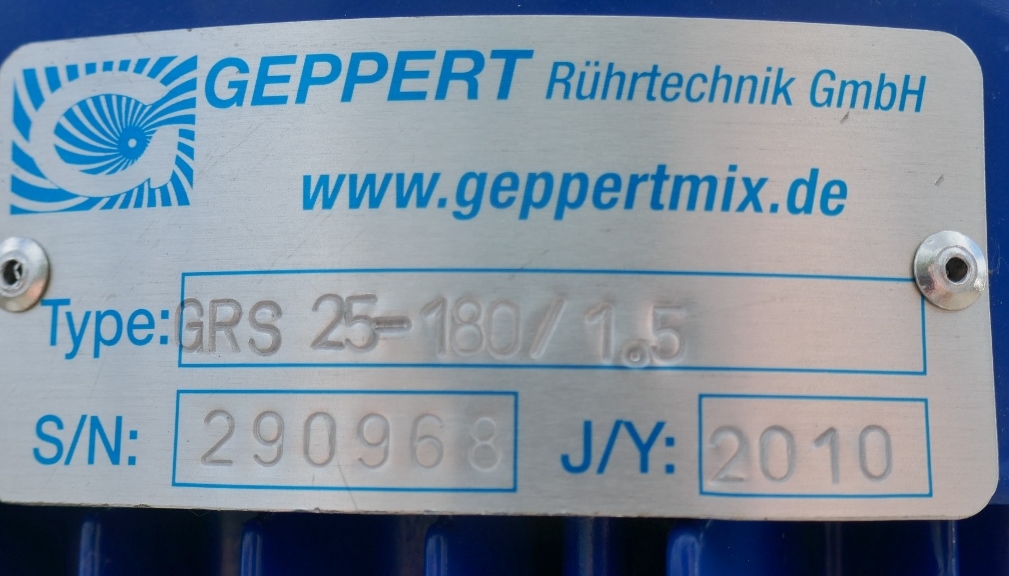 GEPPERT Rührtechnik GmbH
www.geppertmix.de
Type: GRS 25-180/1.5
S/N: 290968 J/Y: 2010